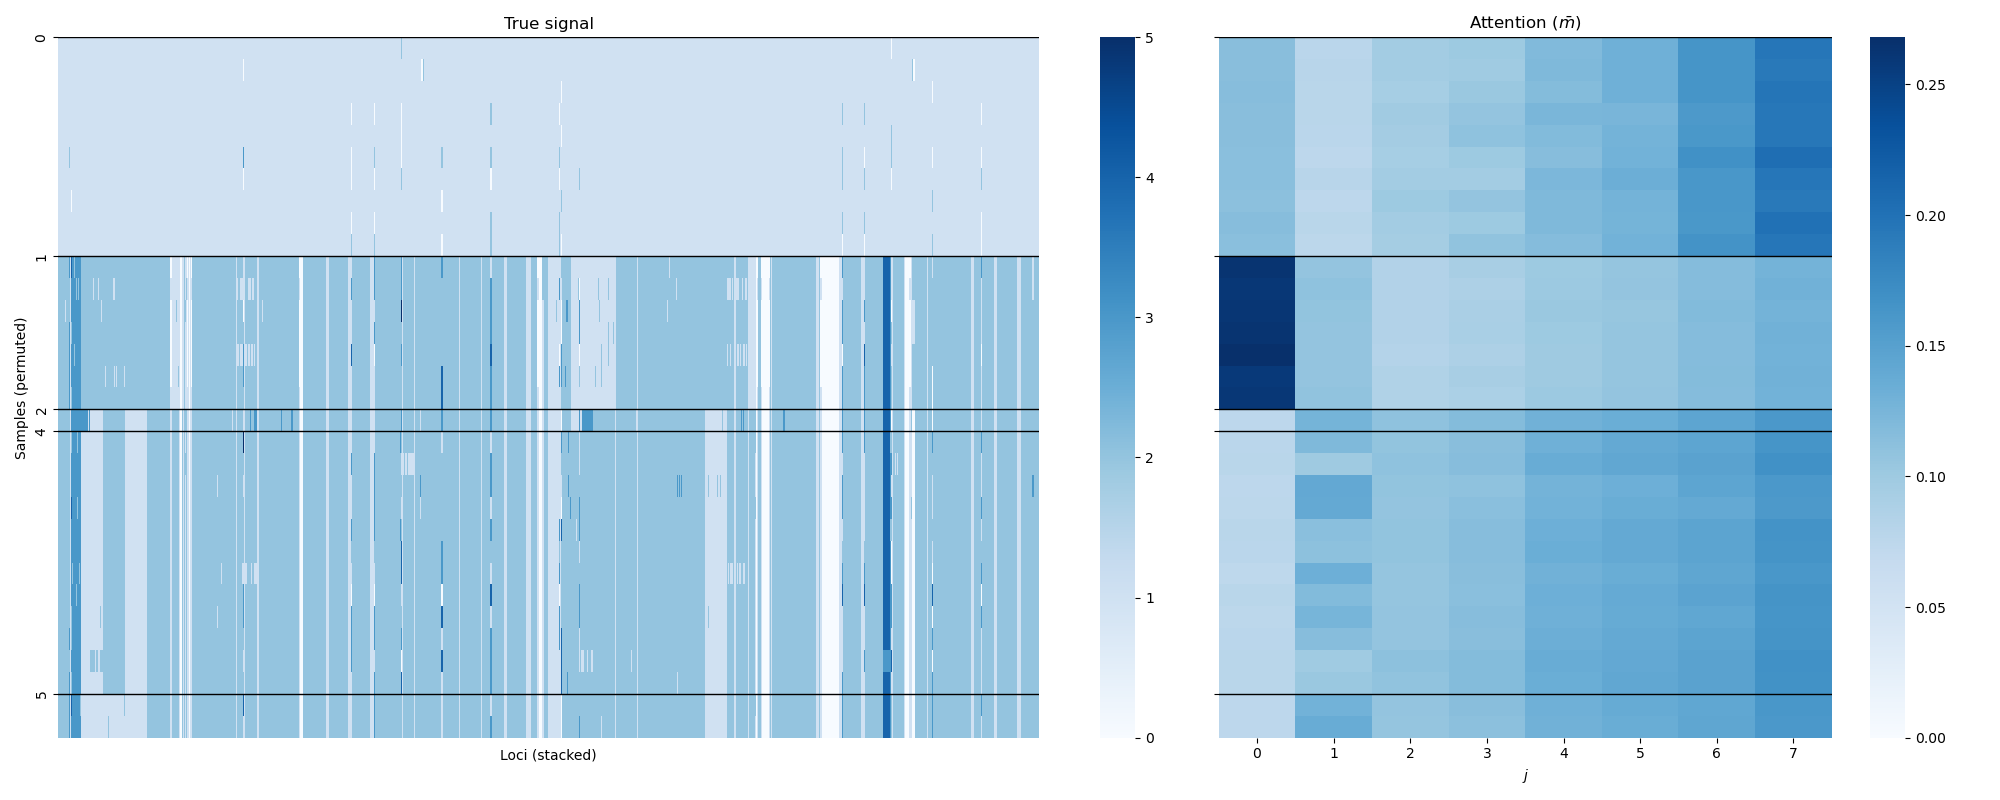 True signal
Attention (m̄)
0
1
2
4
5
Samples (permuted)
Loci (stacked)
5
4
3
2
1
0
0 1 2 3 4 5 6 7
j
0.25
0.20
0.15
0.10
0.05
0.00